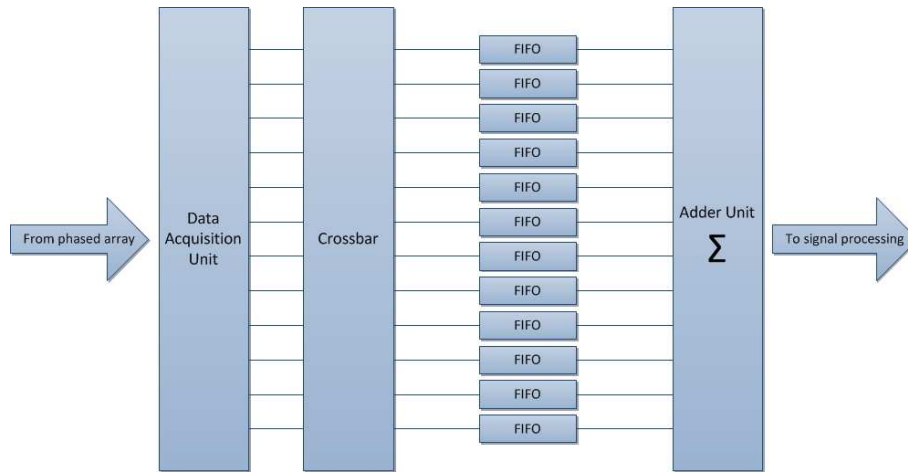 From phased array
Data
Acquisition
Unit
Crossbar
FIFO
FIFO
FIFO
FIFO
FIFO
FIFO
FIFO
FIFO
FIFO
FIFO
FIFO
FIFO
Adder Unit
Σ
To signal processing